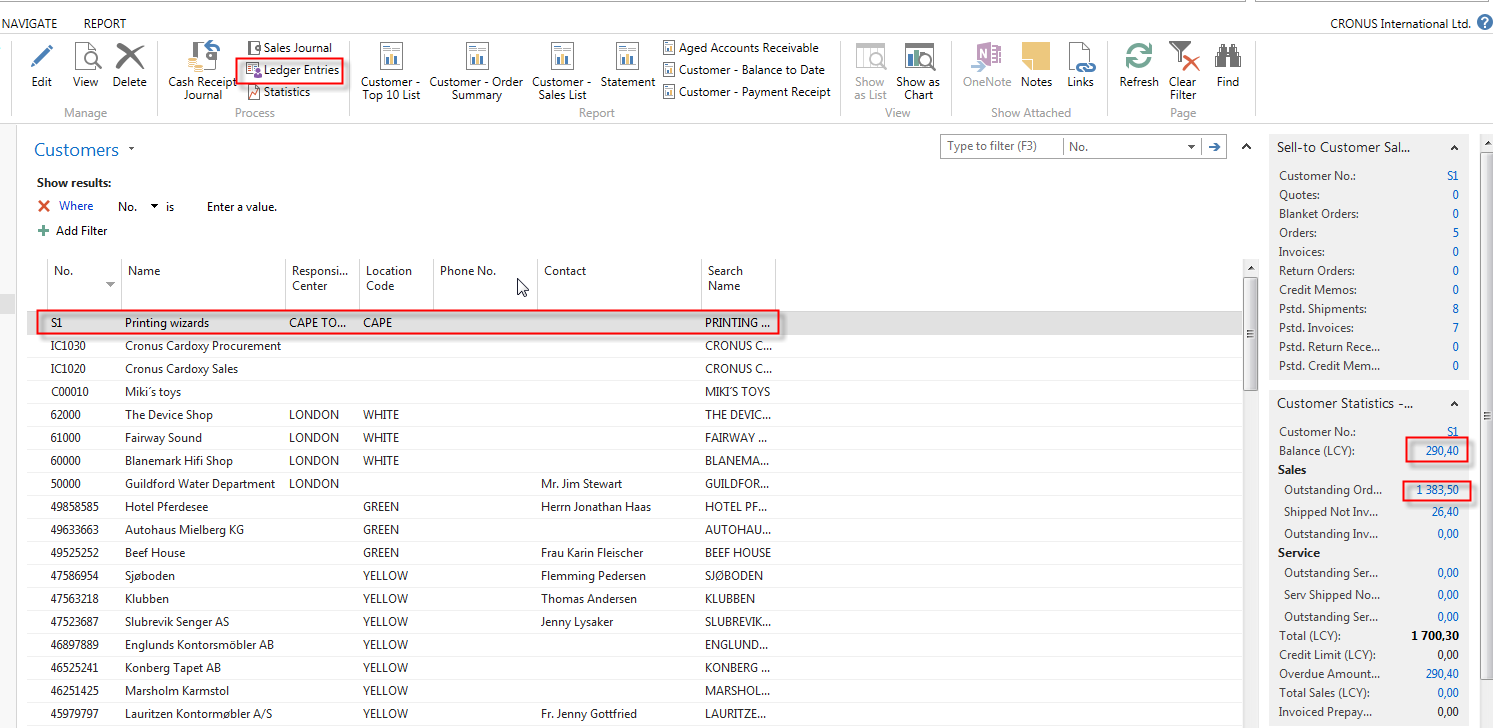 NAVIGATE REPORT CRONUS International Ltd. ?
Edit View Delete Cash Receipt Journal Sales Journal
Ledger Entries
Statistics
Customer - Top 10 List Customer - Order Summary Customer - Sales List Statement Aged Accounts Receivable
Customer - Balance to Date
Customer - Payment Receipt
Show as List Show as Chart OneNote Notes Links Refresh Clear Filter Find
Manage Process Report View Show Attached Page
Customers
Type to filter (F3) No.
Show results:
Where No. is Enter a value.
Add Filter
No. Name Responsi... Center Location Code Phone No. Contact Search Name
S1 Printing wizards CAPE TO... CAPE PRINTING ...
IC1030 Cronus Cardoxy Procurement CRONUS C...
IC1020 Cronus Cardoxy Sales CRONUS C...
C00010 Miki´s toys MIKI´S TOYS
62000 The Device Shop LONDON WHITE THE DEVIC...
61000 Fairway Sound LONDON WHITE FAIRWAY ...
60000 Blanemark Hifi Shop LONDON WHITE BLANEMA...
50000 Guildford Water Department LONDON Mr. Jim Stewart GUILDFOR...
49858585 Hotel Pferdesee GREEN Herrn Jonathan Haas HOTEL PF...
49633663 Autohaus Mielberg KG GREEN AUTOHAU...
49525252 Beef House GREEN Frau Karin Fleischer BEEF HOUSE
47586954 Sjøboden YELLOW Flemming Pedersen SJØBODEN
47563218 Klubben YELLOW Thomas Andersen KLUBBEN
47523687 Slubrevik Senger AS YELLOW Jenny Lysaker SLUBREVIK...
46897889 Englunds Kontorsmöbler AB YELLOW ENGLUND...
46525241 Konberg Tapet AB YELLOW KONBERG ...
46251425 Marsholm Karmstol YELLOW MARSHOL...
45979797 Lauritzen Kontormøbler A/S YELLOW Fr. Jenny Gottfried LAURITZE...
Sell-to Customer Sal...
Customer No.: S1
Quotes: 0
Blanket Orders: 0
Orders: 5
Invoices: 0
Return Orders: 0
Credit Memos: 0
Pstd. Shipments: 8
Pstd. Invoices: 7
Pstd. Return Rece... 0
Pstd. Credit Mem... 0
Customer Statistics -...
Customer No.: S1
Balance (LCY): 290,40
Sales
Outstanding Ord... 1 383,50
Shipped Not Inv... 26,40
Outstanding Inv... 0,00
Service
Outstanding Ser... 0,00
Serv Shipped No... 0,00
Outstanding Ser... 0,00
Total (LCY): 1 700,30
Credit Limit (LCY): 0,00
Overdue Amount... 290,40
Total Sales (LCY): 0,00
Invoiced Prepay... 0,00